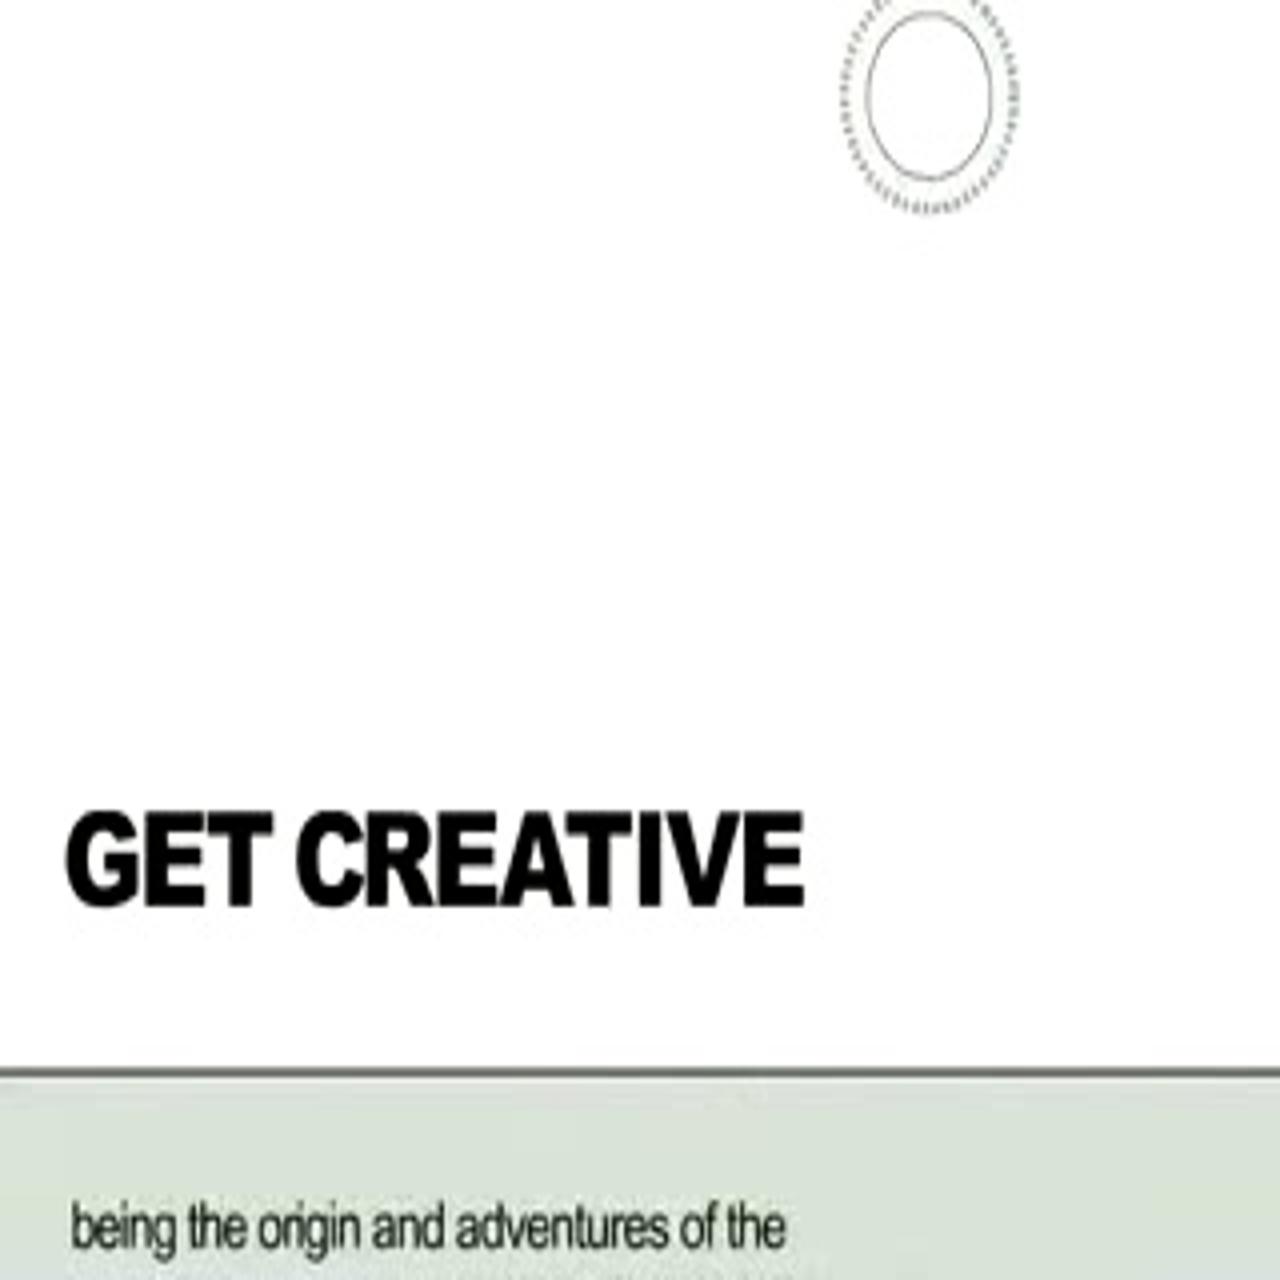 GET CREATIVE
being the origin and adventures of the